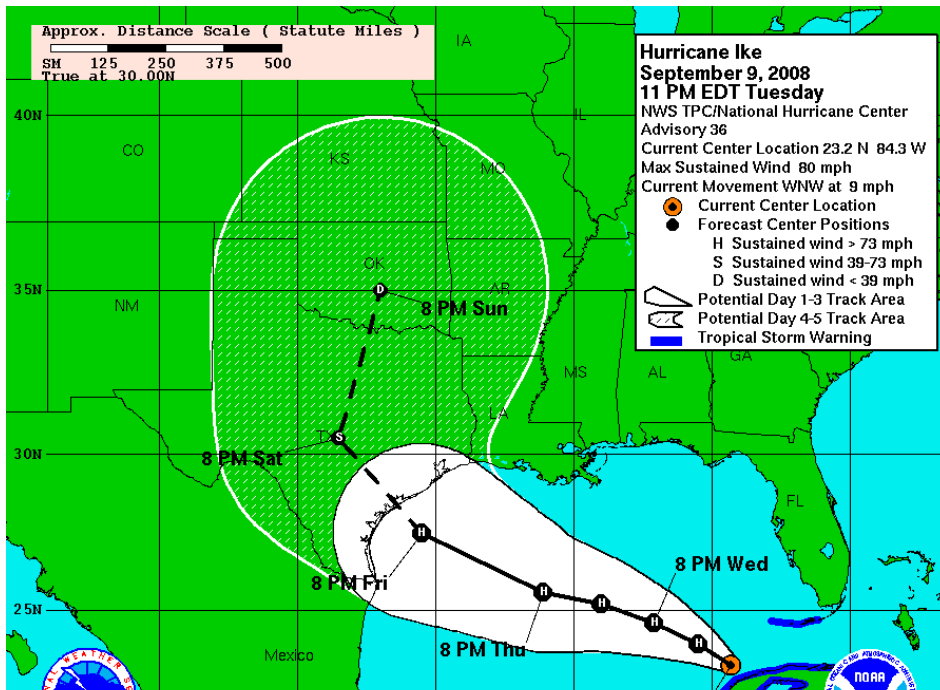 Approx. Distance Scale ( Statute Miles )
SM 125 250 375 500
True at 30.00N
Hurricane Ike
September 9, 2008
11 PM EDT Tuesday
NWS TPC/National Hurricane Center
Advisory 36
Current Center Location 23.2 N 84.3 W
Max Sustained Wind 80 mph
Current Movement WNW at 9 mph
Current Center Location
Forecast Center Positions
H Sustained wind > 73 mph
S Sustained wind 39-73 mph
D Sustained wind < 39 mph
Potential Day 1-3 Track Area
Potential Day 4-5 Track Area
Tropical Storm Warning
IA
40N
IL
CO
KS
MO
OK
35N
D
AR
NM
8 PM Sun
MS
AL
GA
LA
S
8 PM Sat
30N
FL
H
8 PM Wed
8 PM Fri
H
H
25N
H
8 PM Thu
H
Mexico
NOAA